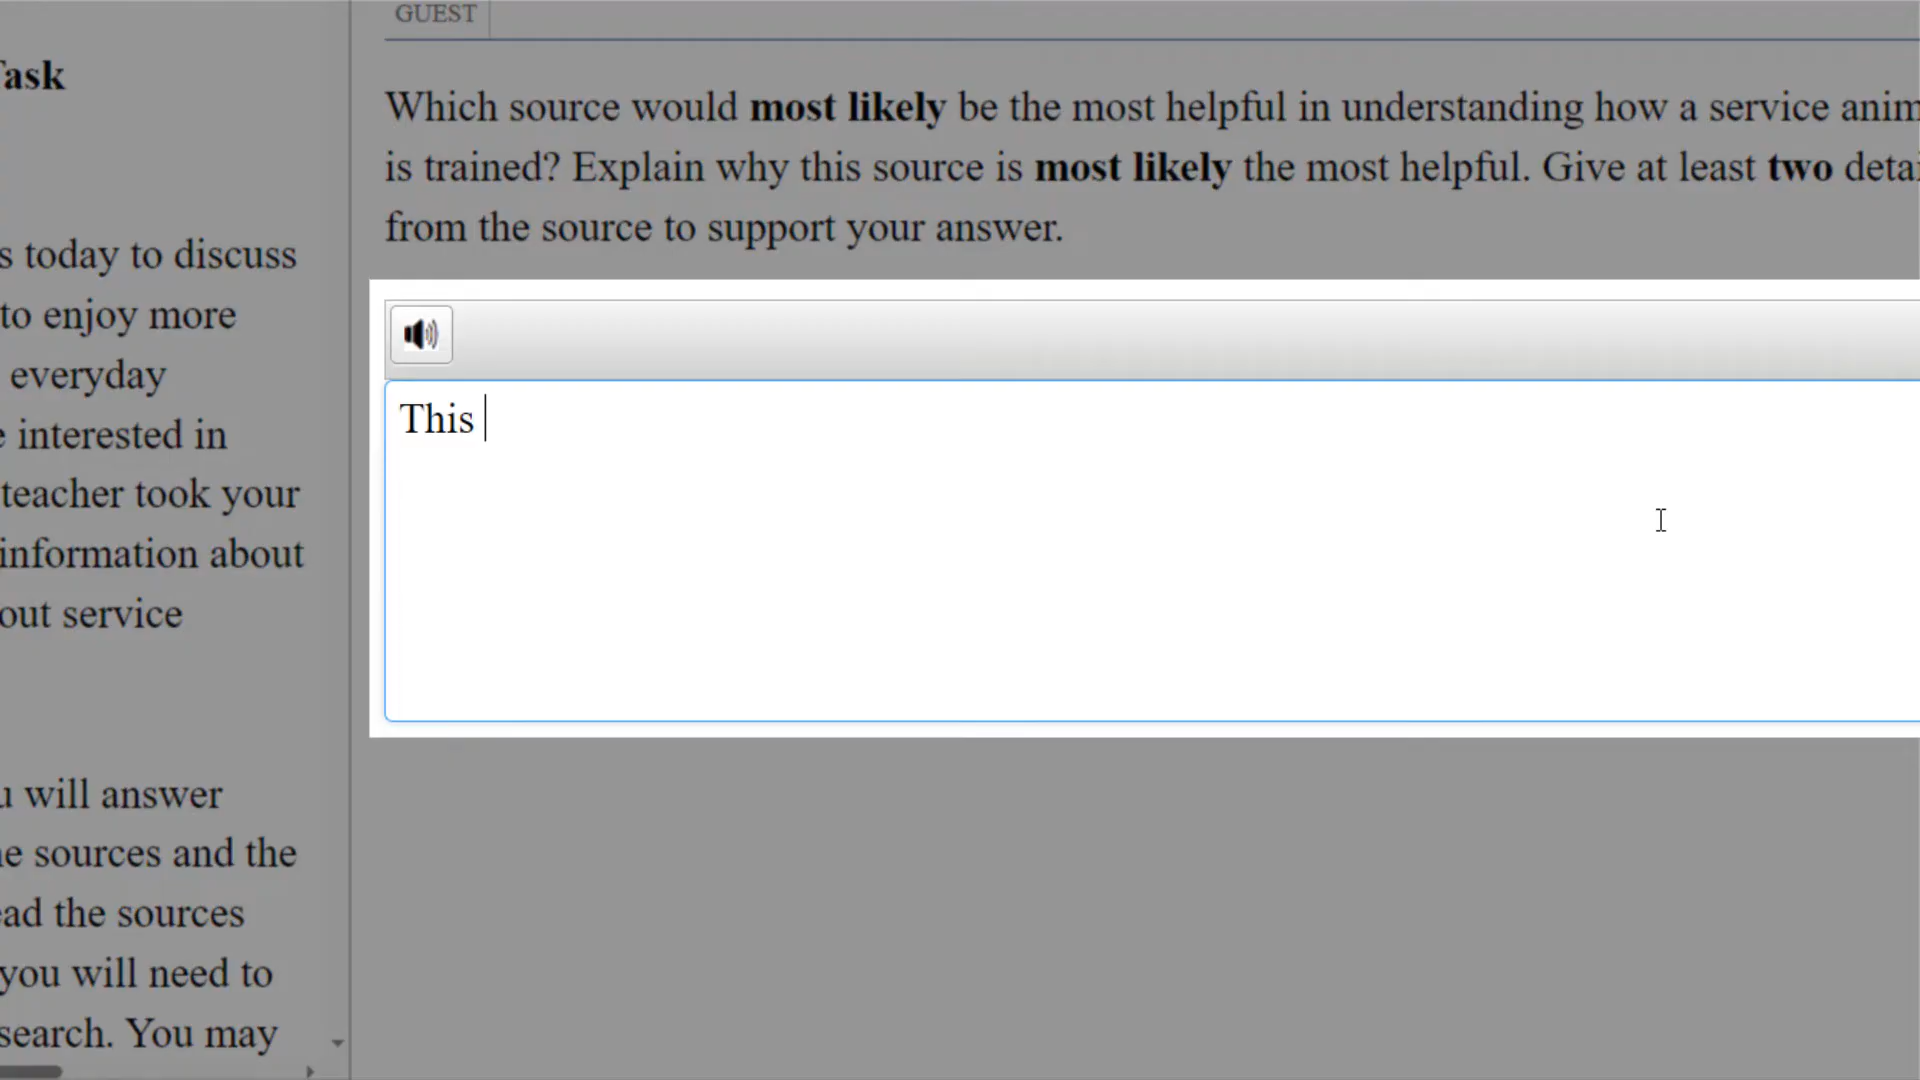 GUEST
Task
s today to discuss
to enjoy more
everyday
interested in
teacher took your
information about
out service
will answer
sources and the
ead the sources
you will need to
search. You may
Which source would most likely be the most helpful in understanding how a service anim
is trained? Explain why this source is most likely the most helpful. Give at least two detai
from the source to support your answer.
This